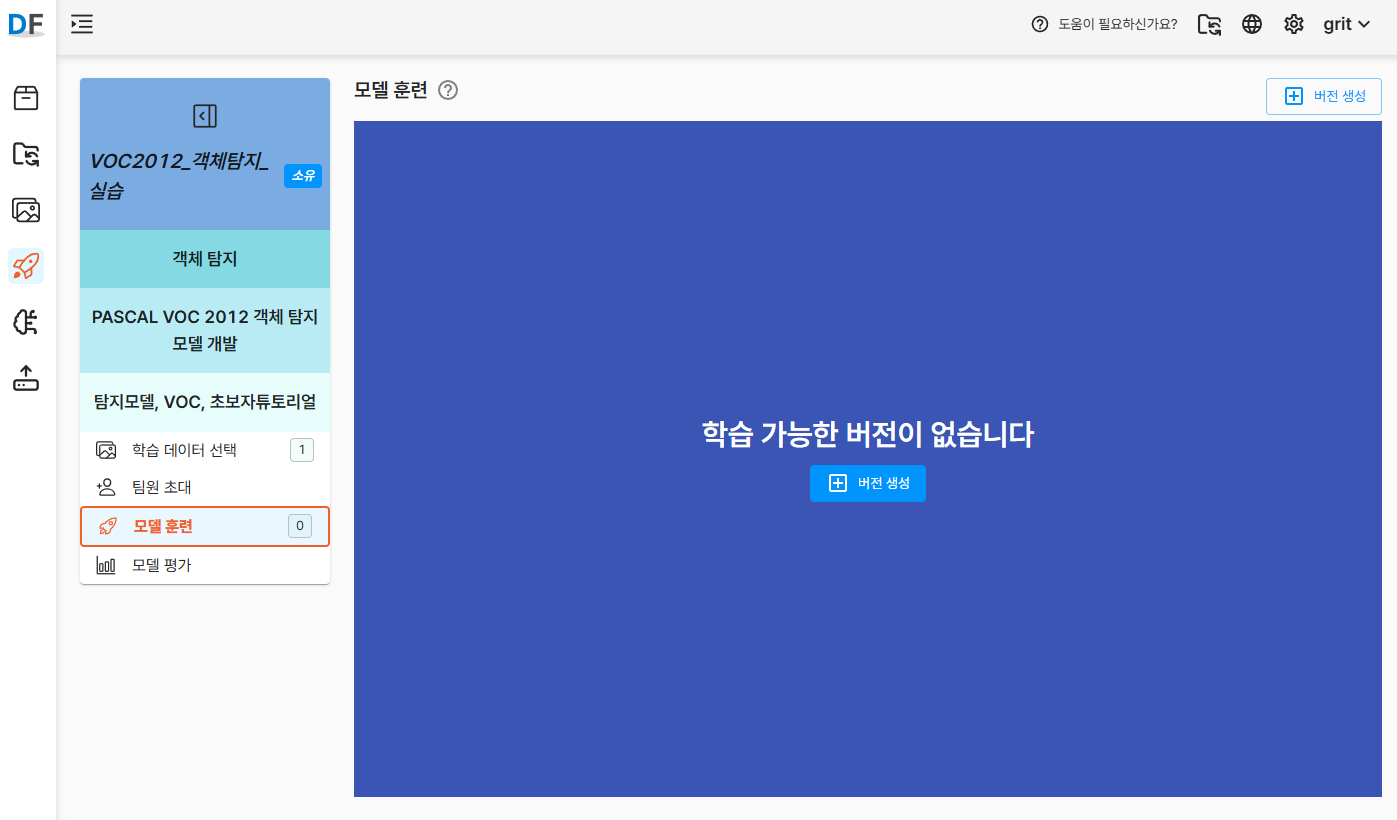 DF
도움이 필요하신가요?
grit
VOC2012_객체탐지_
실습
소유
객체 탐지
PASCAL VOC 2012 객체 탐지
모델 개발
탐지모델, VOC, 초보자튜토리얼
학습 데이터 선택 1
팀원 초대
모델 훈련 0
모델 평가
모델 훈련
버전 생성
학습 가능한 버전이 없습니다
버전 생성